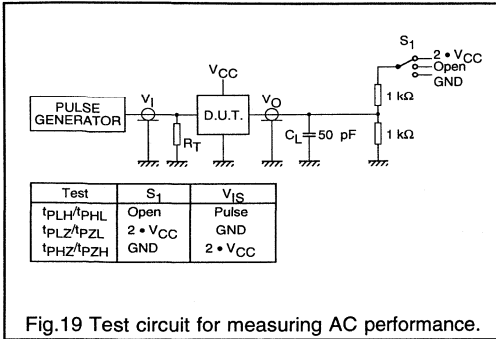 S1
2 • VCC
Open
GND
VCC
VI
VO
PULSE
GENERATOR
D.U.T.
RT
CL
50 pF
1 kΩ
1 kΩ
Test S1 VIS
tPLH/tPHL Open Pulse
tPLZ/tPZL 2 • VCC GND
tPHZ/tPZH GND 2 • VCC
Fig.19 Test circuit for measuring AC performance.